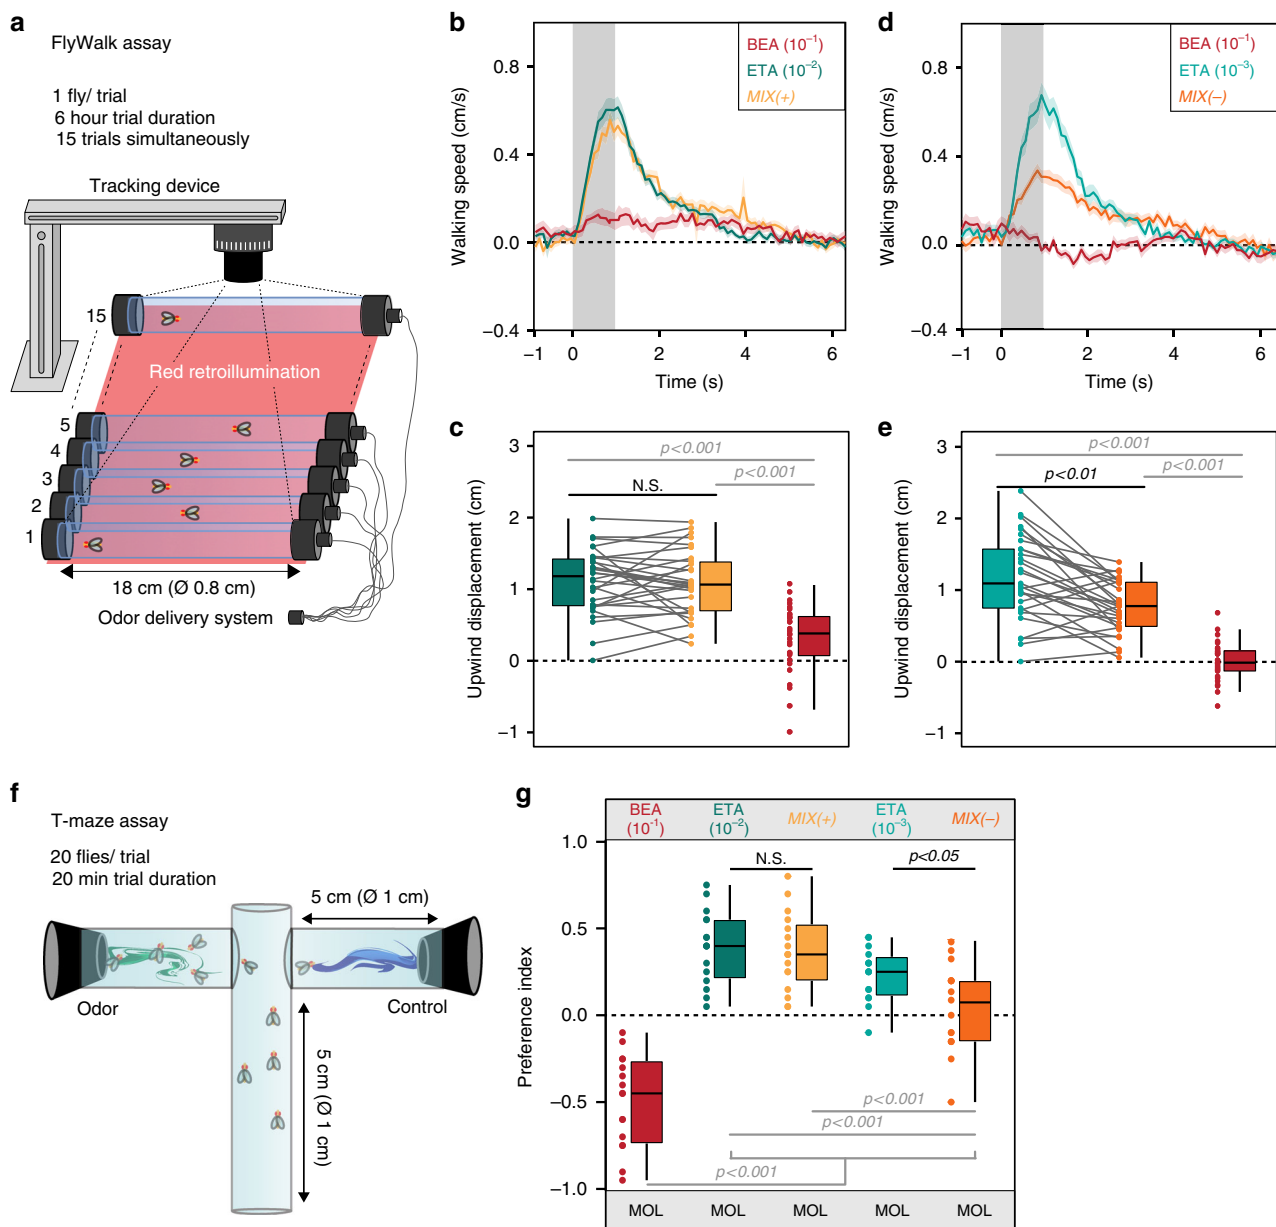 a
FlyWalk assay
1 fly/ trial
6 hour trial duration
15 trials simultaneously
Tracking device
15
Red retroillumination
5
4
3
2
1
18 cm (Ø 0.8 cm)
Odor delivery system
b
BEA (10⁻¹)
ETA (10⁻²)
MIX(+)
Walking speed (cm/s)
0.8
0.4
0.0
−0.4
−1 0 2 4 6
Time (s)
d
BEA (10⁻¹)
ETA (10⁻³)
MIX(−)
Walking speed (cm/s)
0.8
0.4
0.0
−0.4
−1 0 2 4 6
Time (s)
c
Upwind displacement (cm)
3
2
1
0
−1
p<0.001
p<0.001
N.S.
e
Upwind displacement (cm)
3
2
1
0
−1
p<0.001
p<0.01
p<0.001
f
T-maze assay
20 flies/ trial
20 min trial duration
5 cm (Ø 1 cm)
Odor
Control
5 cm (Ø 1 cm)
g
BEA (10⁻¹)
ETA (10⁻²)
MIX(+)
ETA (10⁻³)
MIX(−)
Preference index
1.0
0.5
0.0
−0.5
−1.0
N.S.
p<0.05
p<0.001
p<0.001
p<0.001
MOL MOL MOL MOL MOL